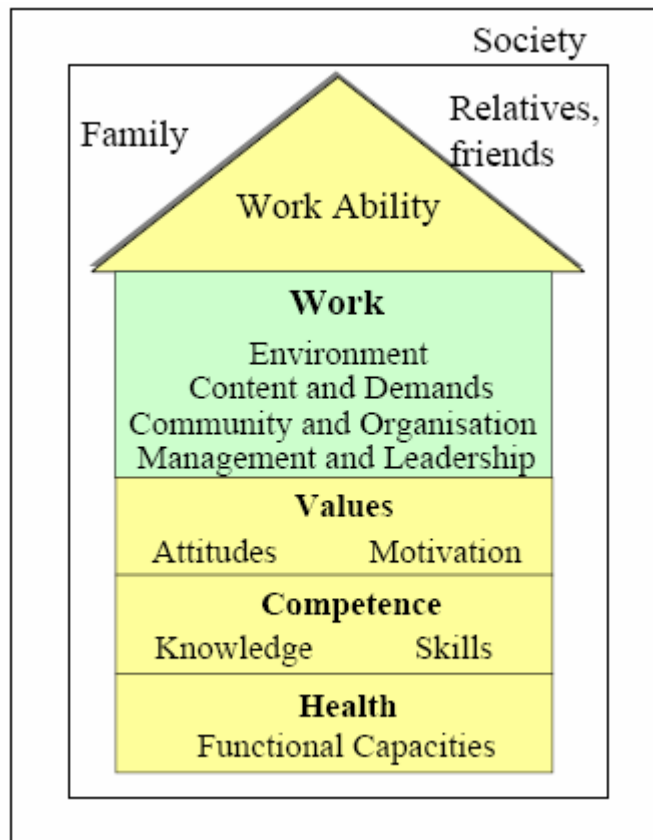 Society
Family
Relatives,
friends
Work Ability
Work
Environment
Content and Demands
Community and Organisation
Management and Leadership
Values
Attitudes Motivation
Competence
Knowledge Skills
Health
Functional Capacities